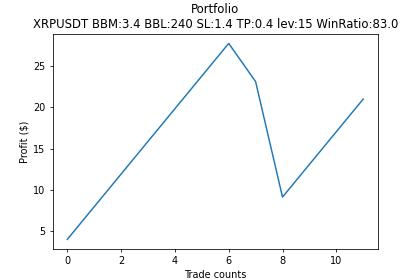 Portfolio
XRPUSDT BBM:3.4 BBL:240 SL:1.4 TP:0.4 lev:15 WinRatio:83.0
Profit ($)
25
20
15
10
5
0 2 4 6 8 10
Trade counts